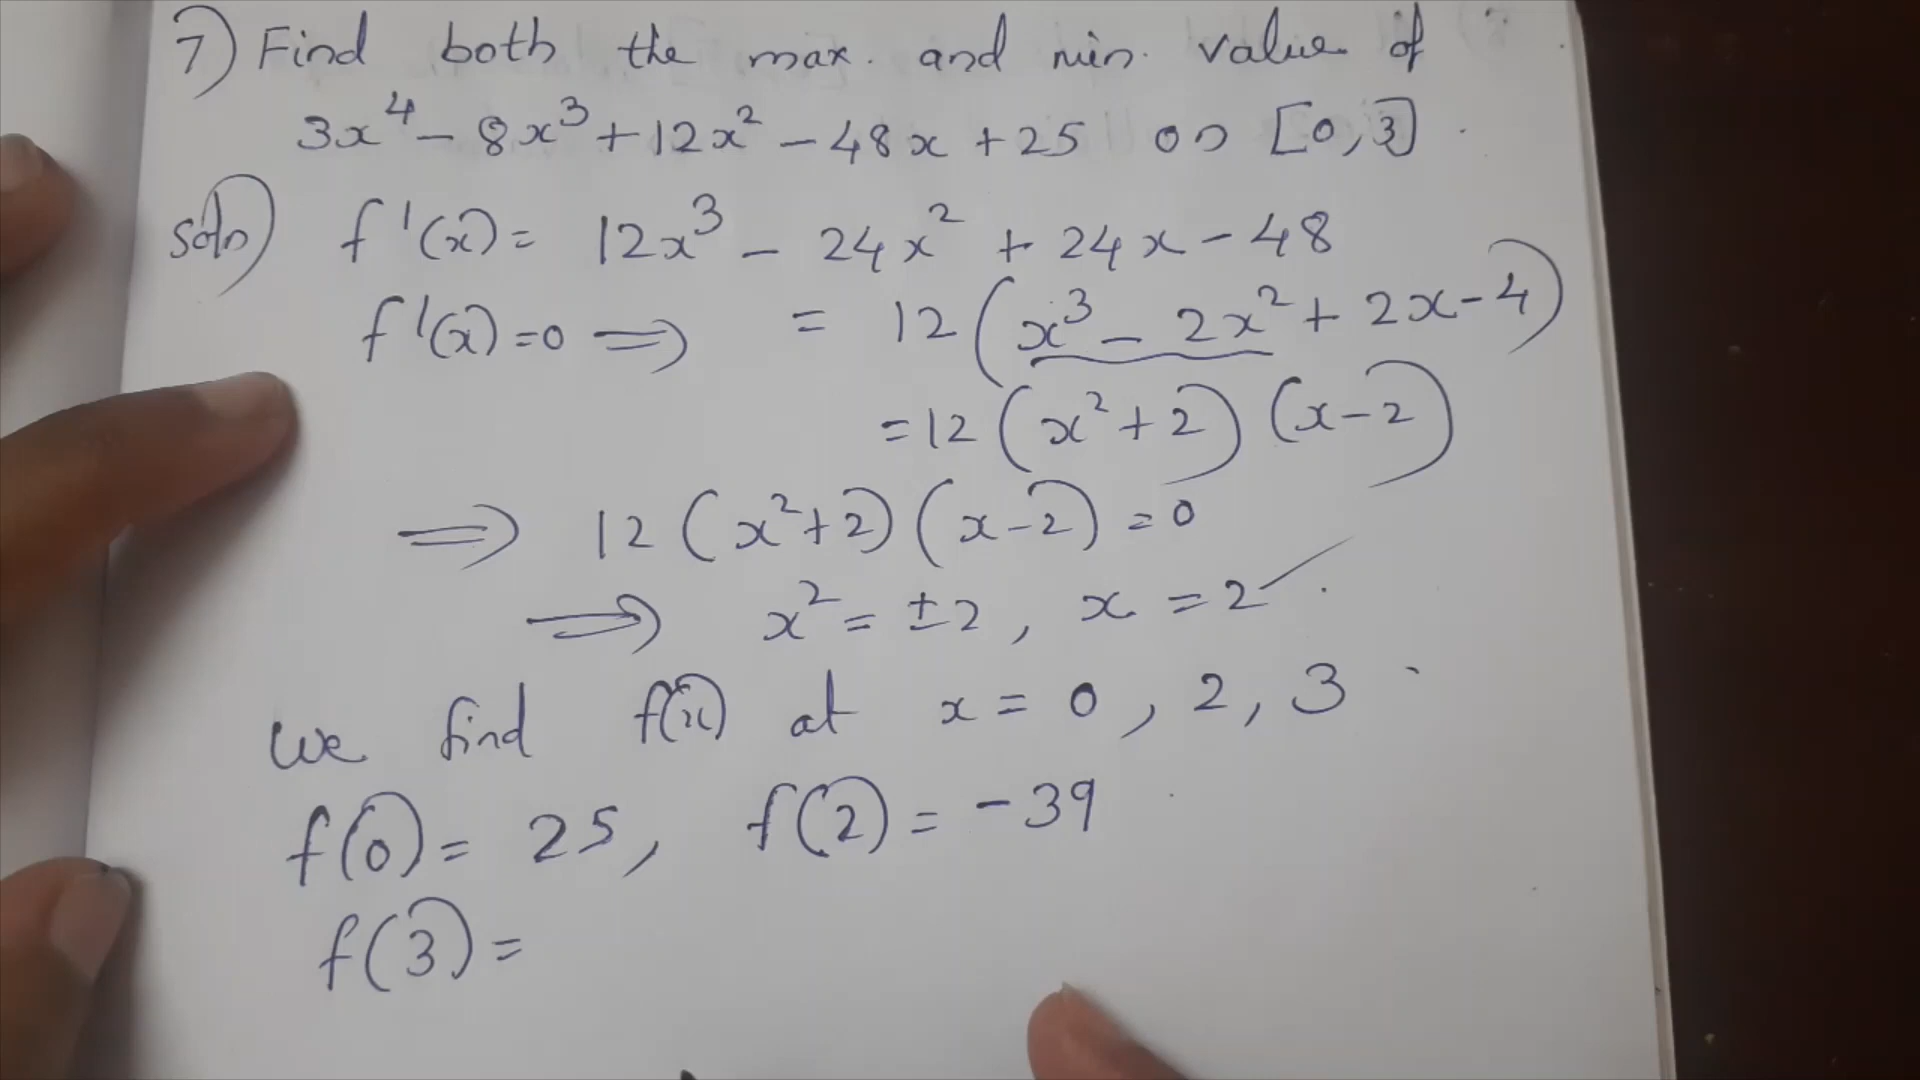 7) Find both the max. and min. value of
3x⁴ - 8x³ + 12x² - 48x + 25 on [0,3].
Soln) f'(x) = 12x³ - 24x² + 24x - 48
f'(x) = 0 ⟹ = 12(x³ - 2x² + 2x - 4)
= 12(x² + 2)(x - 2)
⟹ 12(x² + 2)(x - 2) = 0
⟹ x² = ±2, x = 2 ✓.
We find f(x) at x = 0, 2, 3.
f(0) = 25, f(2) = -39
f(3) =